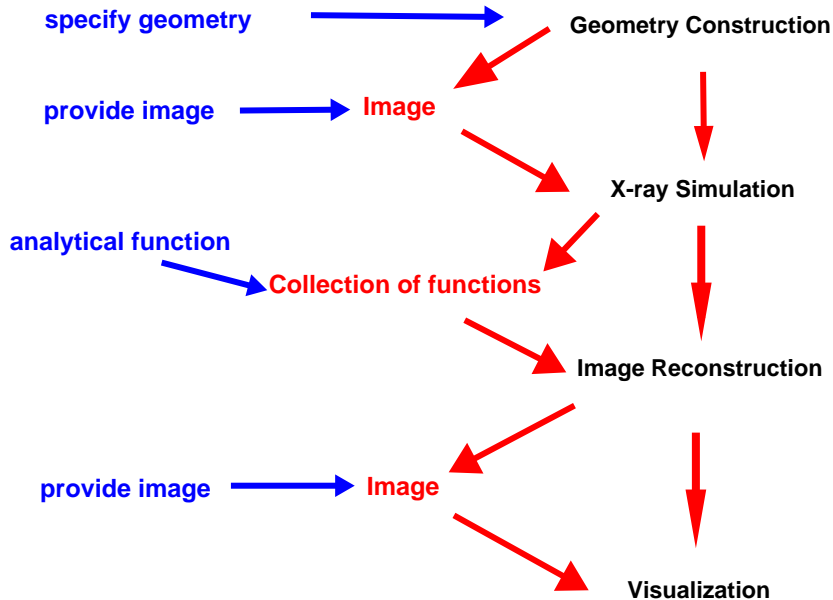 specify geometry
Geometry Construction
provide image
Image
X-ray Simulation
analytical function
Collection of functions
Image Reconstruction
provide image
Image
Visualization